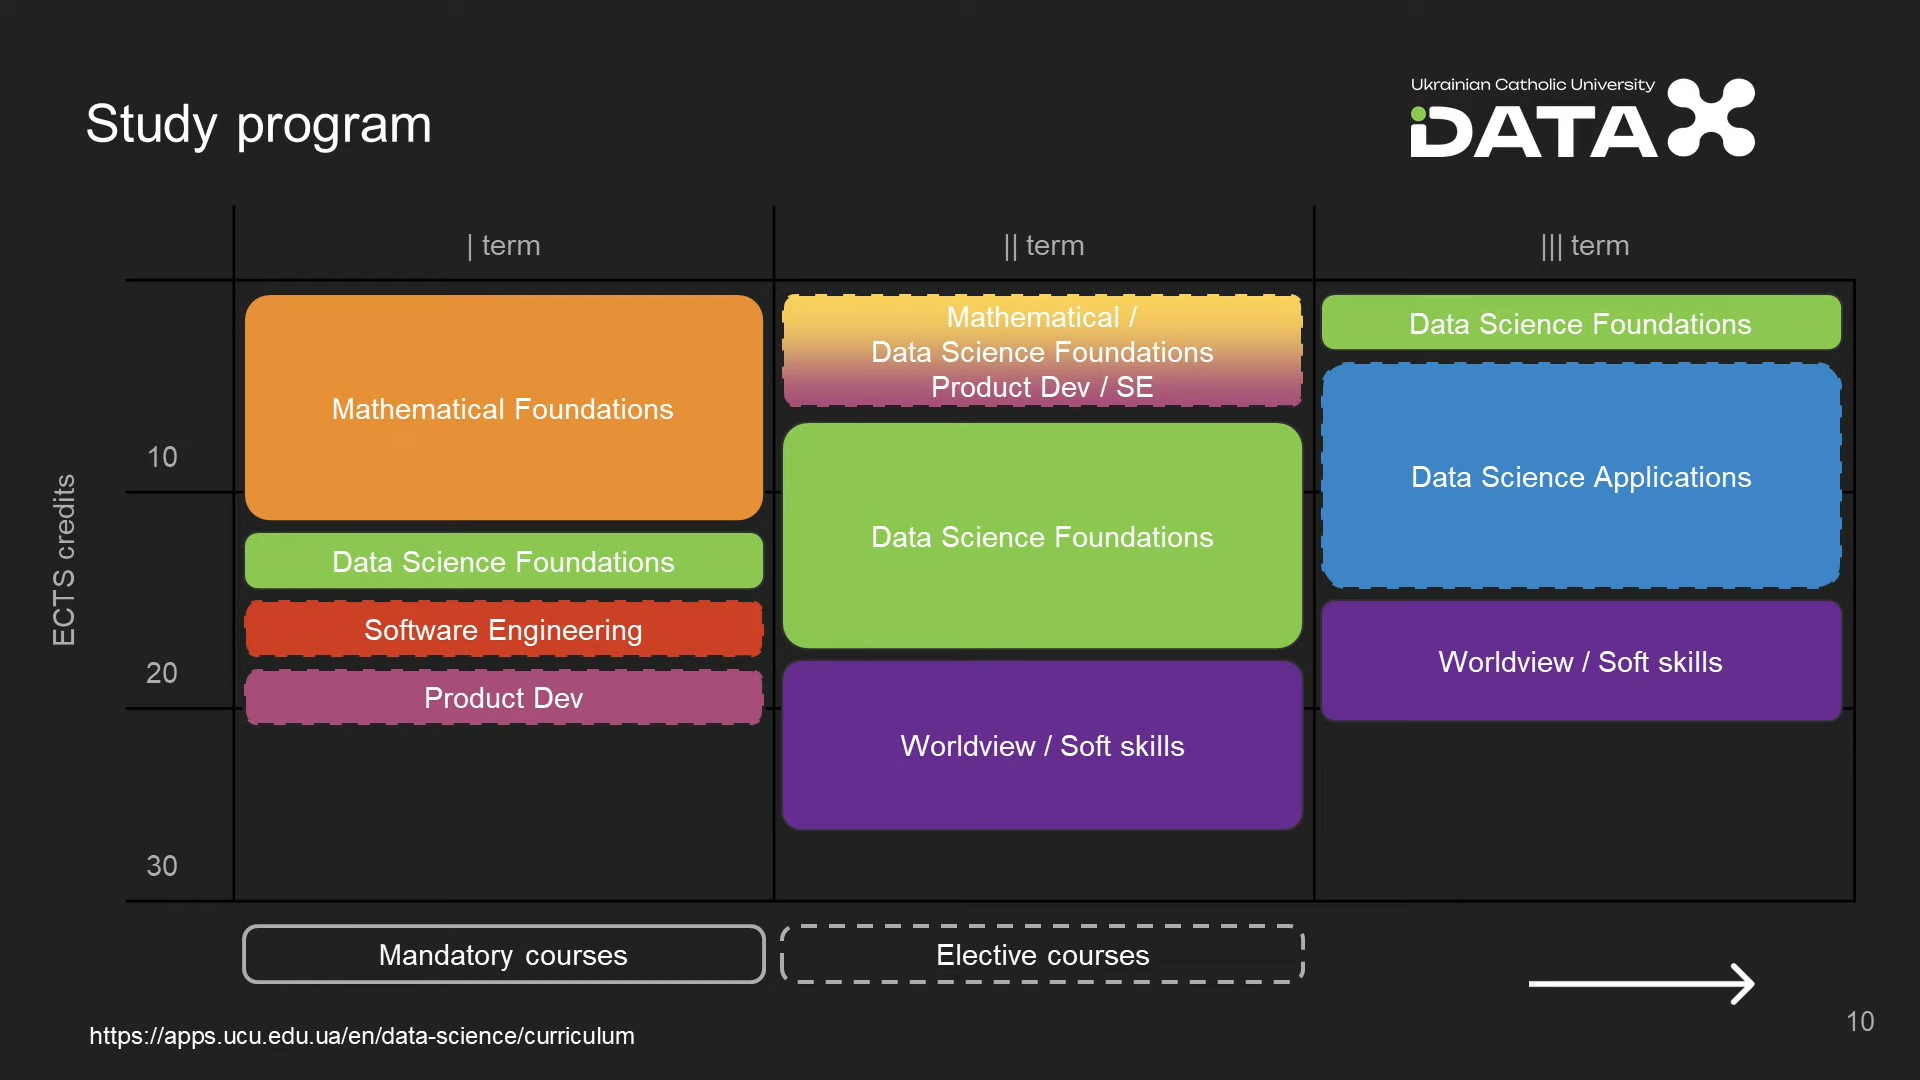 Study program
Ukrainian Catholic University
DATA
| term
|| term
||| term
Mathematical Foundations
Data Science Foundations
Software Engineering
Product Dev
Mathematical /
Data Science Foundations
Product Dev / SE
Data Science Foundations
Worldview / Soft skills
Data Science Foundations
Data Science Applications
Worldview / Soft skills
ECTS credits
10
20
30
Mandatory courses
Elective courses
https://apps.ucu.edu.ua/en/data-science/curriculum
10